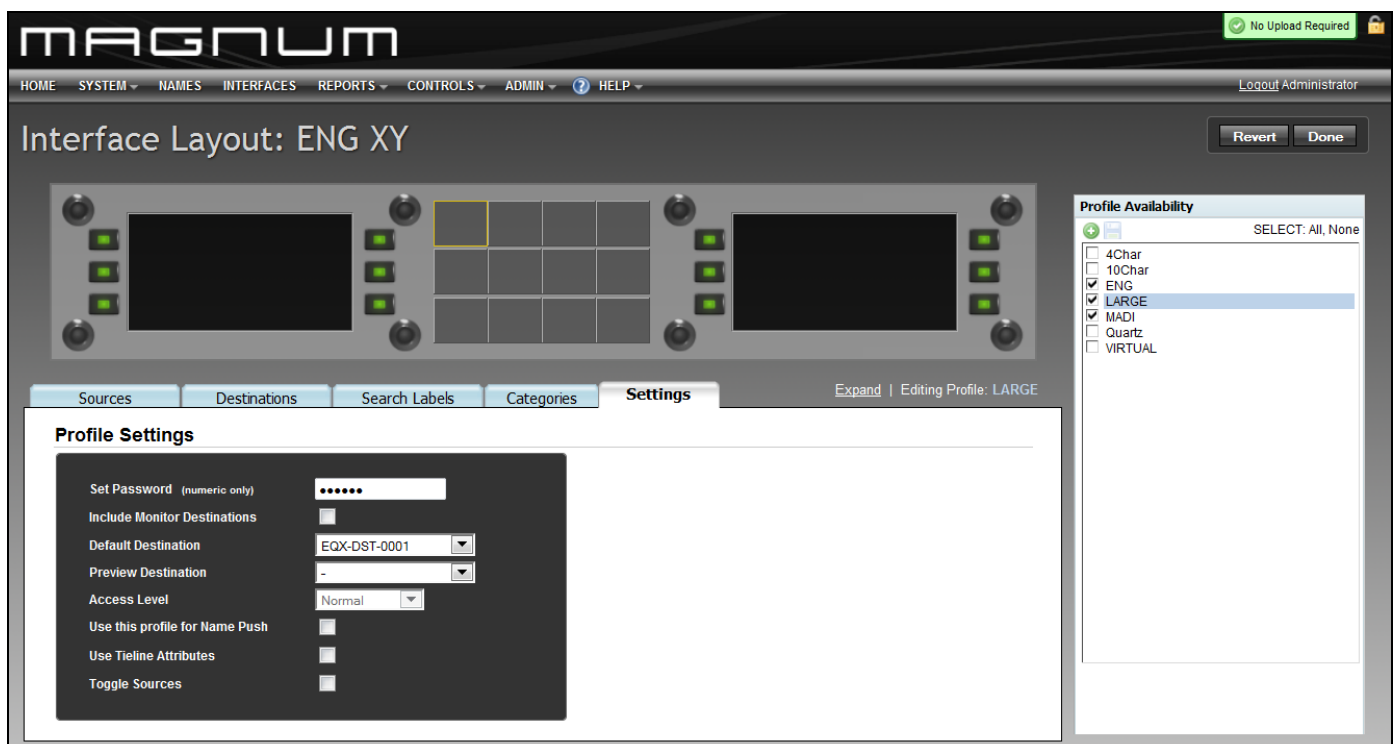 MAGNUM
No Upload Required
HOME SYSTEM NAMES INTERFACES REPORTS CONTROLS ADMIN ? HELP
Logout Administrator
Interface Layout: ENG XY
Revert Done
Profile Availability
SELECT: All, None
4Char
10Char
ENG
LARGE
MADI
Quartz
VIRTUAL
Sources Destinations Search Labels Categories Settings
Expand | Editing Profile: LARGE
Profile Settings
Set Password (numeric only) ••••••
Include Monitor Destinations
Default Destination EQX-DST-0001
Preview Destination -
Access Level Normal
Use this profile for Name Push
Use Tieline Attributes
Toggle Sources